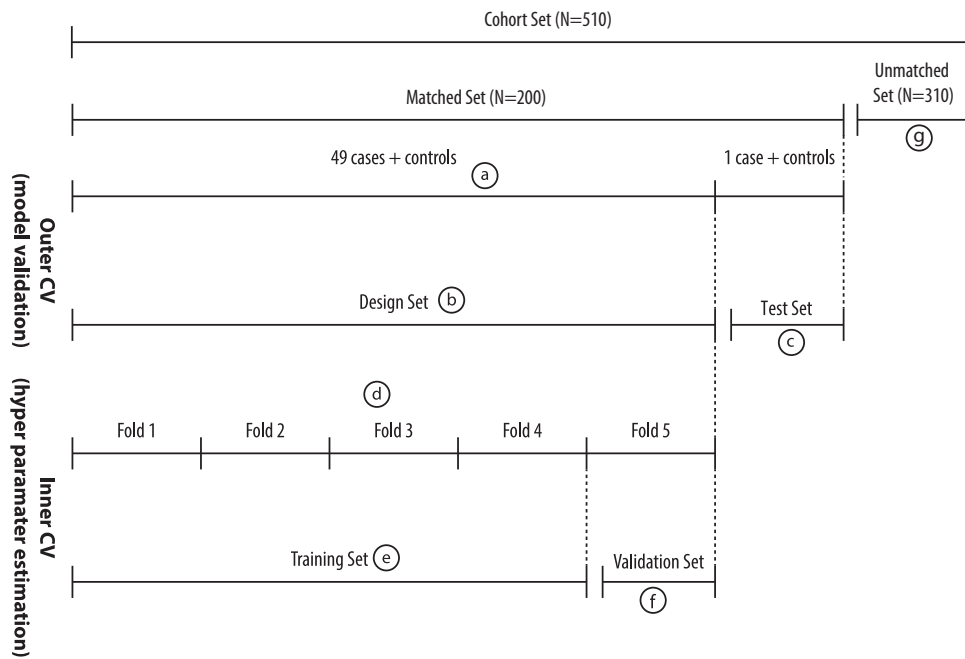 Cohort Set (N=510)
Matched Set (N=200)
Unmatched
Set (N=310)
g
49 cases + controls
a
1 case + controls
Outer CV
(model validation)
Design Set b
Test Set
c
d
Fold 1 Fold 2 Fold 3 Fold 4 Fold 5
Inner CV
(hyper paramater estimation)
Training Set e
Validation Set
f